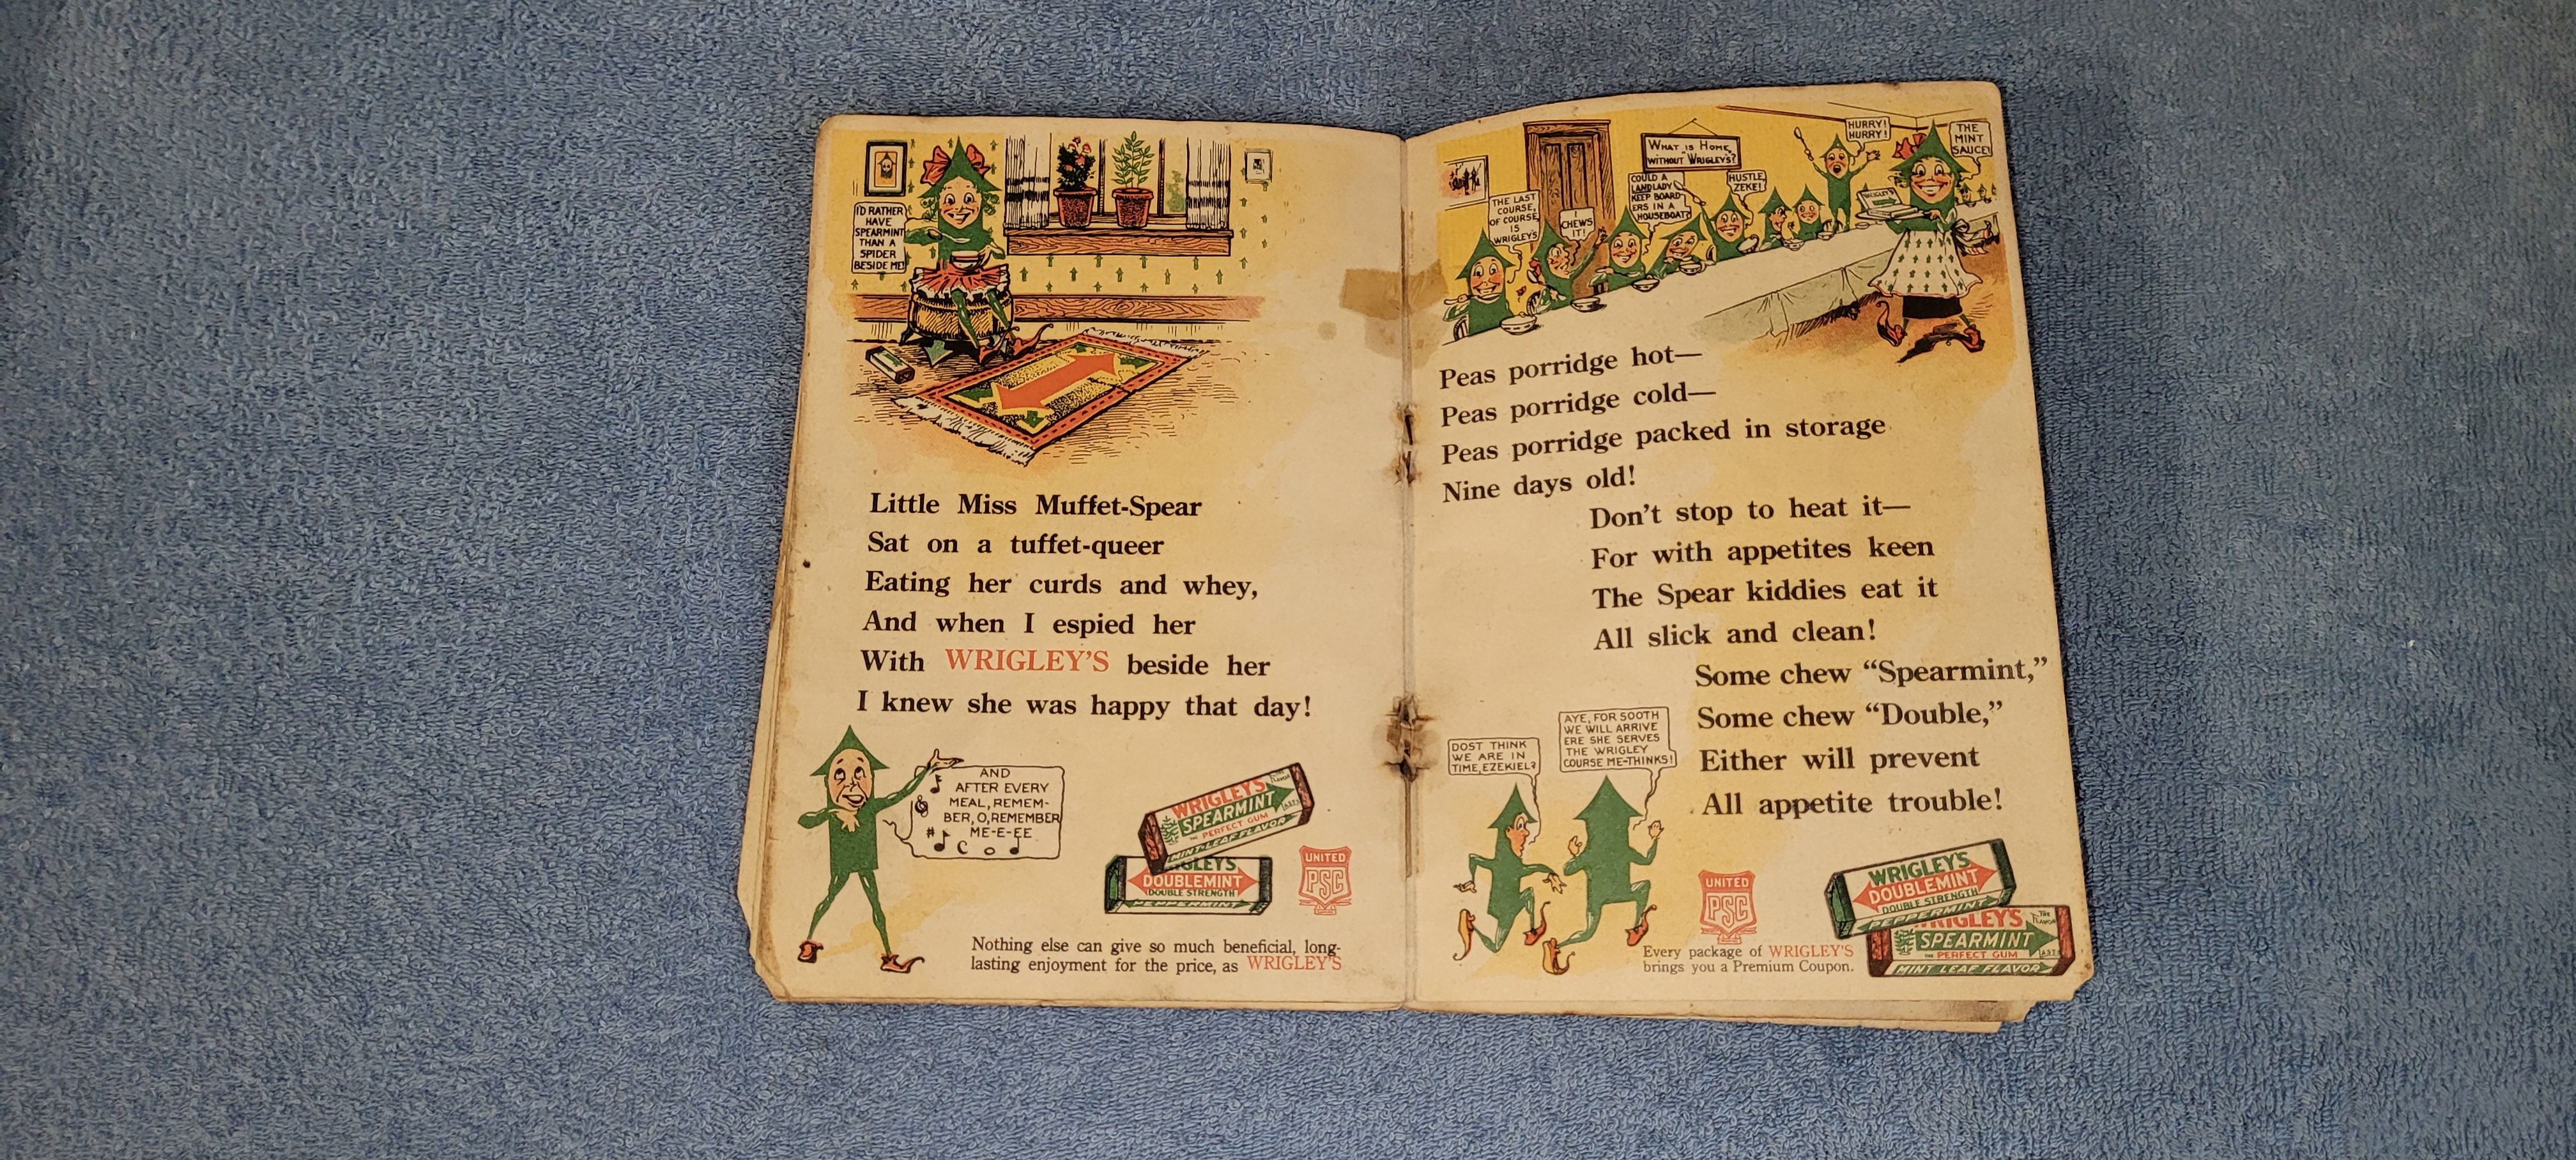 I'D RATHER
HAVE
SPEARMINT
THAN A
SPIDER
BESIDE ME!
Little Miss Muffet-Spear
Sat on a tuffet-queer
Eating her curds and whey,
And when I espied her
With WRIGLEY'S beside her
I knew she was happy that day!
AND
AFTER EVERY
MEAL, REMEM-
BER, O, REMEMBER
ME-E-EE
WRIGLEY'S
SPEARMINT
THE PERFECT GUM
MINT LEAF FLAVOR
WRIGLEY'S
DOUBLEMINT
DOUBLE STRENGTH
PEPPERMINT
UNITED
PSC
Nothing else can give so much beneficial, long-
lasting enjoyment for the price, as WRIGLEY'S
THE LAST
COURSE,
OF COURSE,
IS
WRIGLEY'S
I
CHEWS
IT!
WHAT IS HOME
WITHOUT WRIGLEY'S?
COULD A
LANDLADY
KEEP BOARD
ERS IN A
HOUSEBOAT?
HUSTLE,
ZEKE!
HURRY!
HURRY!
WRIGLEY'S
THE
MINT
SAUCE!
Peas porridge hot—
Peas porridge cold—
Peas porridge packed in storage
Nine days old!
Don't stop to heat it—
For with appetites keen
The Spear kiddies eat it
All slick and clean!
Some chew "Spearmint,"
Some chew "Double,"
Either will prevent
All appetite trouble!
DOST THINK
WE ARE IN
TIME, EZEKIEL?
AYE, FOR SOOTH
WE WILL ARRIVE
ERE SHE SERVES
THE WRIGLEY
COURSE ME-THINKS!
UNITED
PSC
Every package of WRIGLEY'S
brings you a Premium Coupon.
WRIGLEY'S
DOUBLEMINT
DOUBLE STRENGTH
PEPPERMINT
WRIGLEY'S
THE FLAVOR
SPEARMINT
THE PERFECT GUM
MINT LEAF FLAVOR